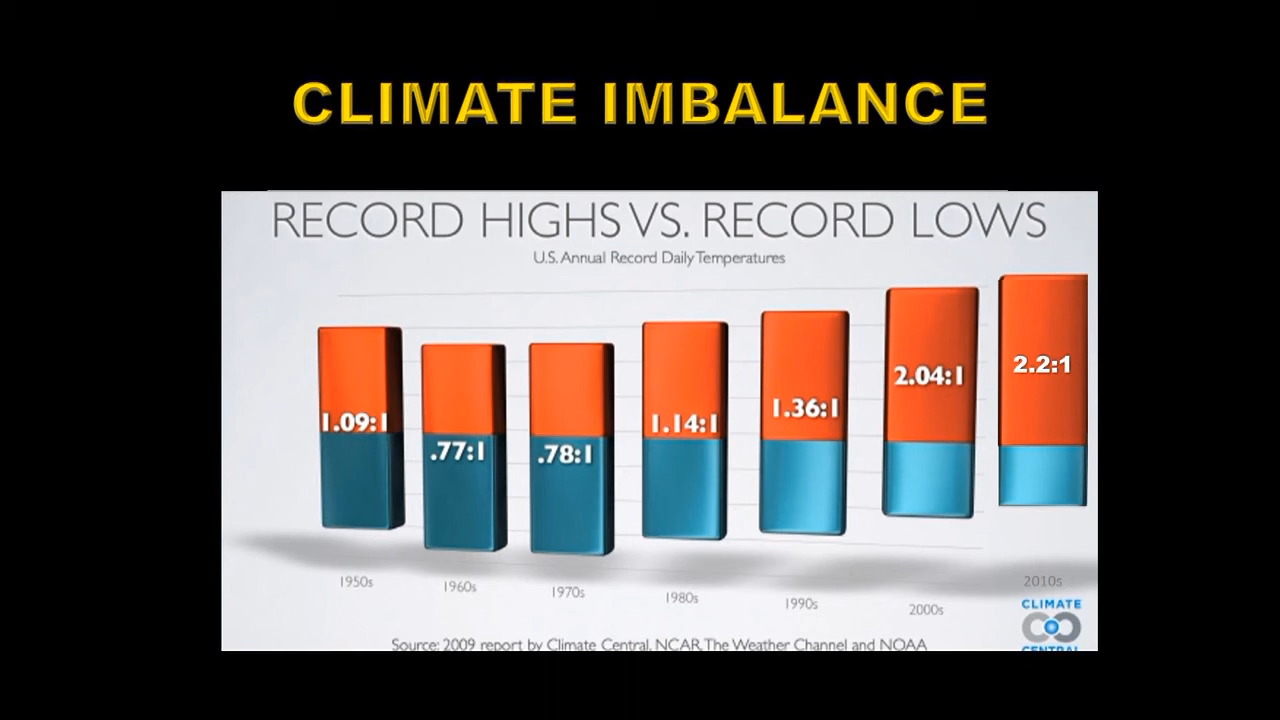 CLIMATE IMBALANCE
RECORD HIGHS VS. RECORD LOWS
U.S. Annual Record Daily Temperatures
1.09:1
.77:1
.78:1
1.14:1
1.36:1
2.04:1
2.2:1
1950s
1960s
1970s
1980s
1990s
2000s
2010s
CLIMATE
CENTRAL
Source: 2009 report by Climate Central, NCAR, The Weather Channel and NOAA